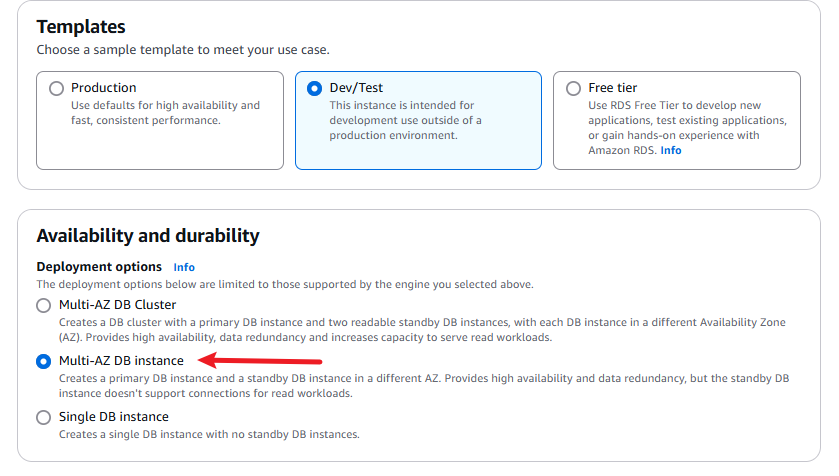 Templates
Choose a sample template to meet your use case.
Production
Use defaults for high availability and
fast, consistent performance.
Dev/Test
This instance is intended for
development use outside of a
production environment.
Free tier
Use RDS Free Tier to develop new
applications, test existing applications,
or gain hands-on experience with
Amazon RDS. Info
Availability and durability
Deployment options Info
The deployment options below are limited to those supported by the engine you selected above.
Multi-AZ DB Cluster
Creates a DB cluster with a primary DB instance and two readable standby DB instances, with each DB instance in a different Availability Zone
(AZ). Provides high availability, data redundancy and increases capacity to serve read workloads.
Multi-AZ DB instance
Creates a primary DB instance and a standby DB instance in a different AZ. Provides high availability and data redundancy, but the standby DB
instance doesn't support connections for read workloads.
Single DB instance
Creates a single DB instance with no standby DB instances.